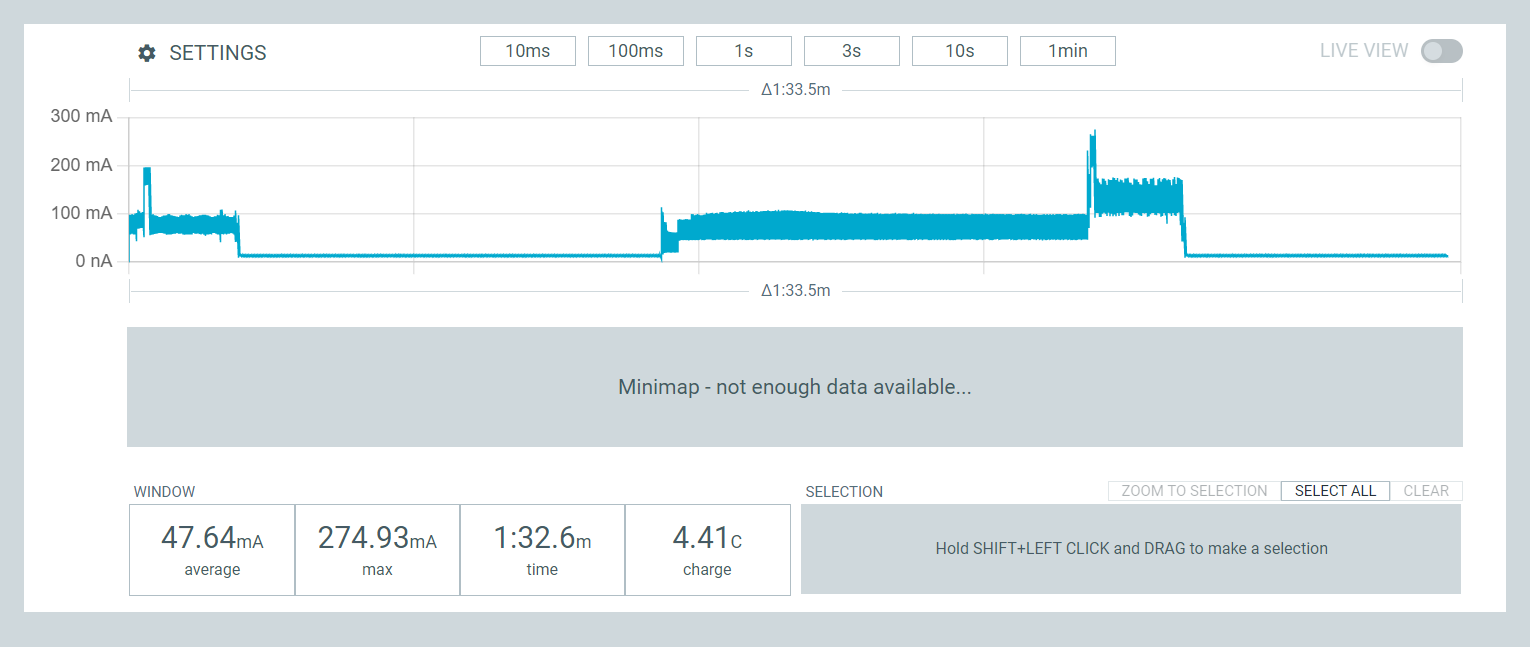 SETTINGS 10ms 100ms 1s 3s 10s 1min LIVE VIEW
Δ1:33.5m
300 mA
200 mA
100 mA
0 nA
Δ1:33.5m
Minimap - not enough data available...
WINDOW
47.64mA 274.93mA 1:32.6m 4.41C
average max time charge
SELECTION ZOOM TO SELECTION SELECT ALL CLEAR
Hold SHIFT+LEFT CLICK and DRAG to make a selection